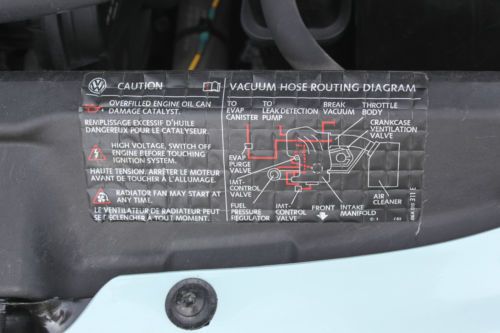 CAUTION
OVERFILLED ENGINE OIL CAN
DAMAGE CATALYST.
REMPLISSAGE EXCESSIF D'HUILE
DANGEREUX POUR LE CATALYSEUR.
HIGH VOLTAGE, SWITCH OFF
ENGINE BEFORE TOUCHING
IGNITION SYSTEM.
HAUTE TENSION. ARRÊTER LE MOTEUR
AVANT DE TOUCHER À L'ALLUMAGE.
RADIATOR FAN MAY START AT
ANY TIME.
LE VENTILATEUR DE RADIATEUR PEUT
SE ECLENCHER À TOUT MOMENT.
VACUUM HOSE ROUTING DIAGRAM
TO
EVAP
CANISTER
TO
LEAK DETECTION
PUMP
BREAK
VACUUM
THROTTLE
BODY
CRANKCASE
VENTILATION
VALVE
EVAP
PURGE
VALVE
IMT-
CONTROL
VALVE
FUEL
PRESSURE
REGULATOR
IMT-
CONTROL
VALVE
FRONT
INTAKE
MANIFOLD
AIR
CLEANER